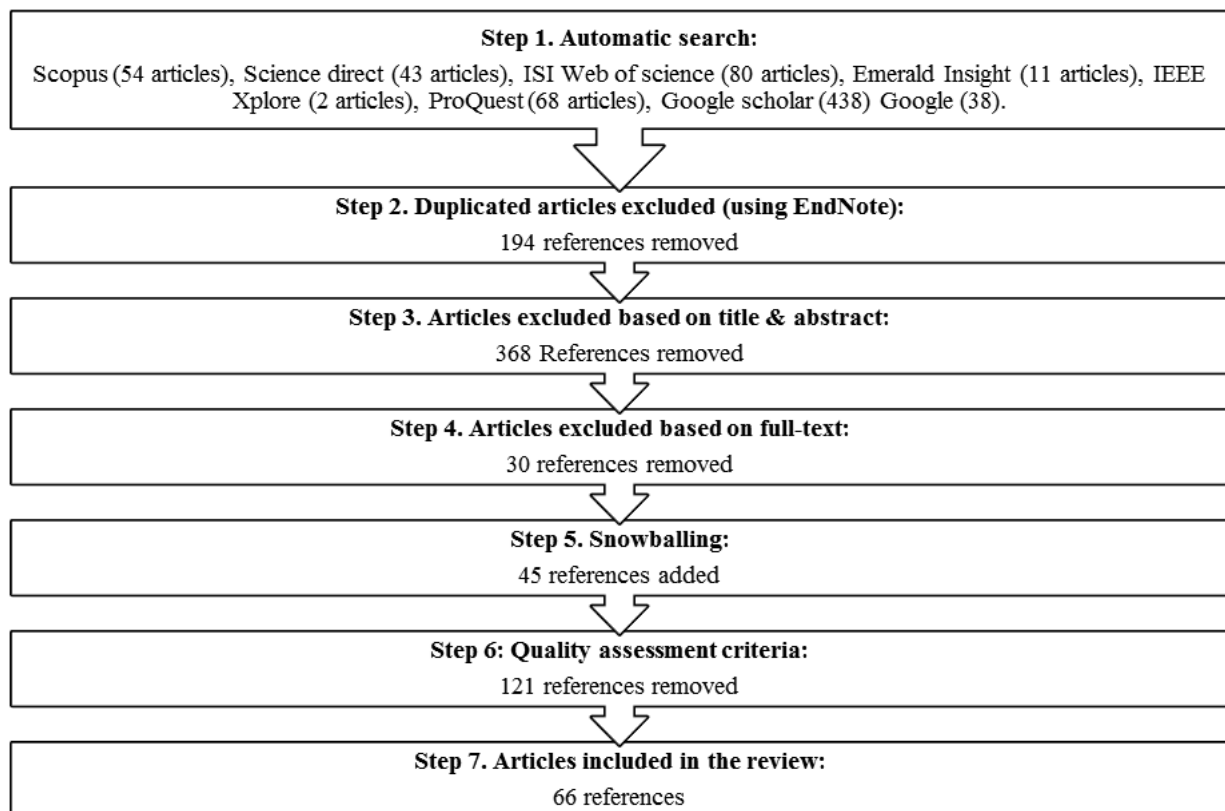 Step 1. Automatic search:
Scopus (54 articles), Science direct (43 articles), ISI Web of science (80 articles), Emerald Insight (11 articles), IEEE
Xplore (2 articles), ProQuest (68 articles), Google scholar (438) Google (38).
Step 2. Duplicated articles excluded (using EndNote):
194 references removed
Step 3. Articles excluded based on title & abstract:
368 References removed
Step 4. Articles excluded based on full-text:
30 references removed
Step 5. Snowballing:
45 references added
Step 6: Quality assessment criteria:
121 references removed
Step 7. Articles included in the review:
66 references